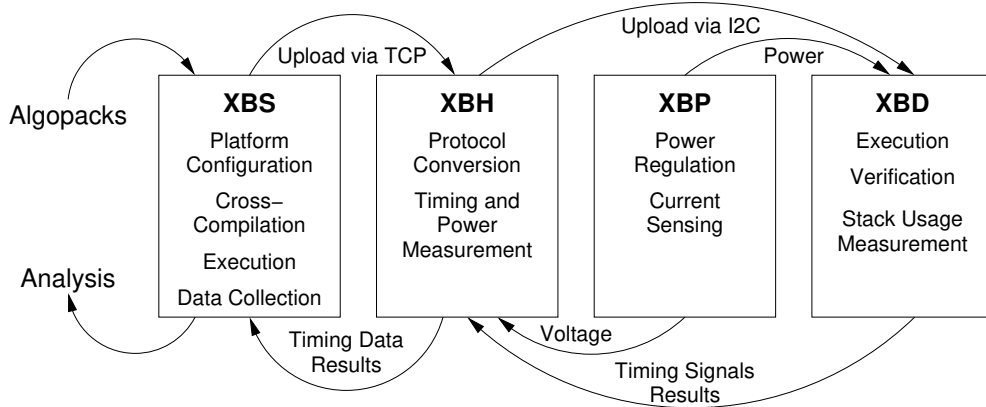 Upload via TCP
Upload via I2C
Power
Algopacks
Analysis
XBS
Platform
Configuration
Cross−
Compilation
Execution
Data Collection
XBH
Protocol
Conversion
Timing and
Power
Measurement
XBP
Power
Regulation
Current
Sensing
XBD
Execution
Verification
Stack Usage
Measurement
Timing Data
Results
Voltage
Timing Signals
Results